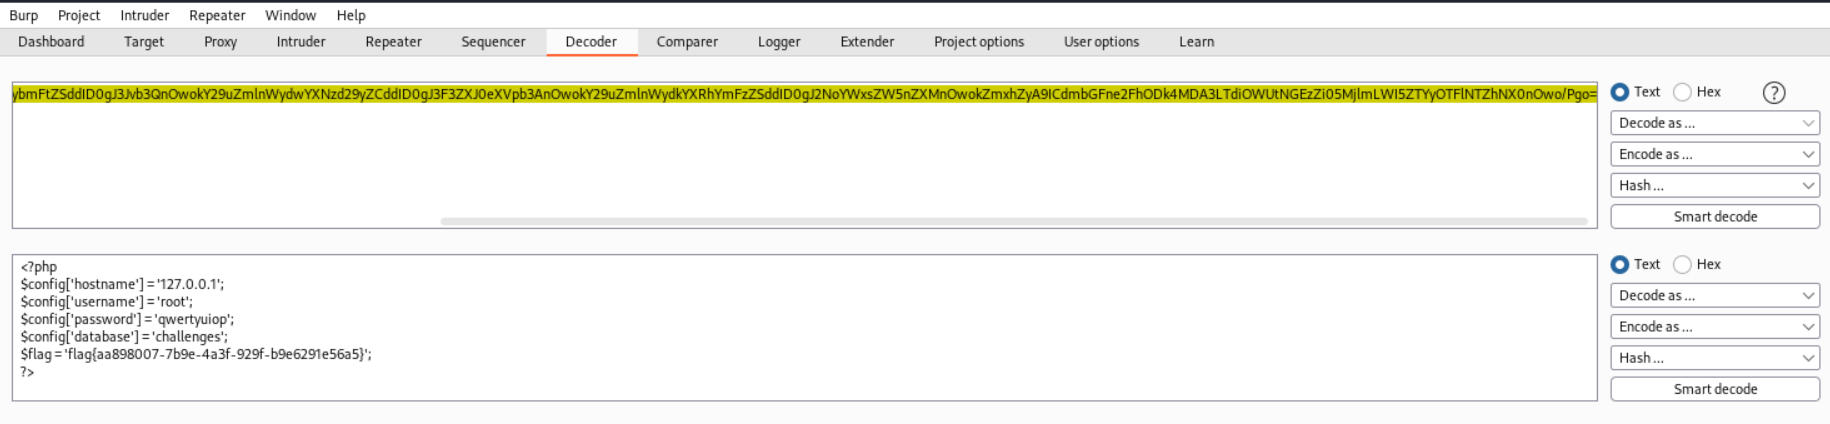 Burp Project Intruder Repeater Window Help
Dashboard Target Proxy Intruder Repeater Sequencer Decoder Comparer Logger Extender Project options User options Learn
ybmFtZSddID0gJ3Jvb3QnOwokY29uZmlnWydwYXNzd29yZCddID0gJ3F3ZXJ0eXVpb3AnOwokY29uZmlnWydkYXRhYmFzZSddID0gJ2NoYWxsZW5nZXMnOwokZmxhZyA9ICdmbGFne2FhODk4MDA3LTdiOWUtNGEzZi05MjlmLWI5ZTYyOTFlNTZhNX0nOwo/Pgo=
Text Hex ?
Decode as ...
Encode as ...
Hash ...
Smart decode
<?php
$config['hostname'] = '127.0.0.1';
$config['username'] = 'root';
$config['password'] = 'qwertyuiop';
$config['database'] = 'challenges';
$flag = 'flag{aa898007-7b9e-4a3f-929f-b9e6291e56a5}';
?>
Text Hex
Decode as ...
Encode as ...
Hash ...
Smart decode